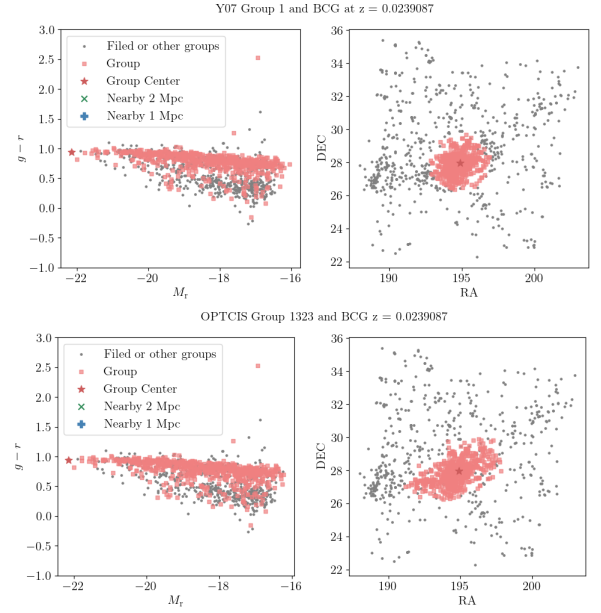 Y07 Group 1 and BCG at z = 0.0239087
3.0
2.5
2.0
1.5
1.0
0.5
0.0
−0.5
−1.0
g − r
Filed or other groups
Group
Group Center
Nearby 2 Mpc
Nearby 1 Mpc
−22
−20
−18
−16
M_r
36
34
32
30
28
26
24
22
DEC
190
195
200
RA
OPTCIS Group 1323 and BCG z = 0.0239087
3.0
2.5
2.0
1.5
1.0
0.5
0.0
−0.5
−1.0
g − r
Filed or other groups
Group
Group Center
Nearby 2 Mpc
Nearby 1 Mpc
−22
−20
−18
−16
M_r
36
34
32
30
28
26
24
22
DEC
190
195
200
RA